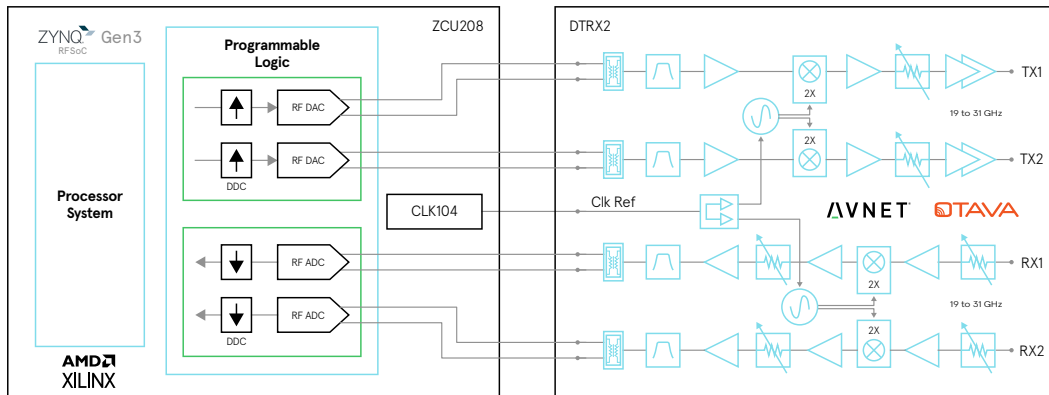 ZCU208
DTRX2
ZYNQ Gen3
RFSoC
Programmable
Logic
RF DAC
RF DAC
DDC
Processor
System
CLK104
RF ADC
RF ADC
DDC
AMD
XILINX
TX1
2X
19 to 31 GHz
2X
TX2
Clk Ref
AVNET
OTAVA
RX1
2X
19 to 31 GHz
2X
RX2